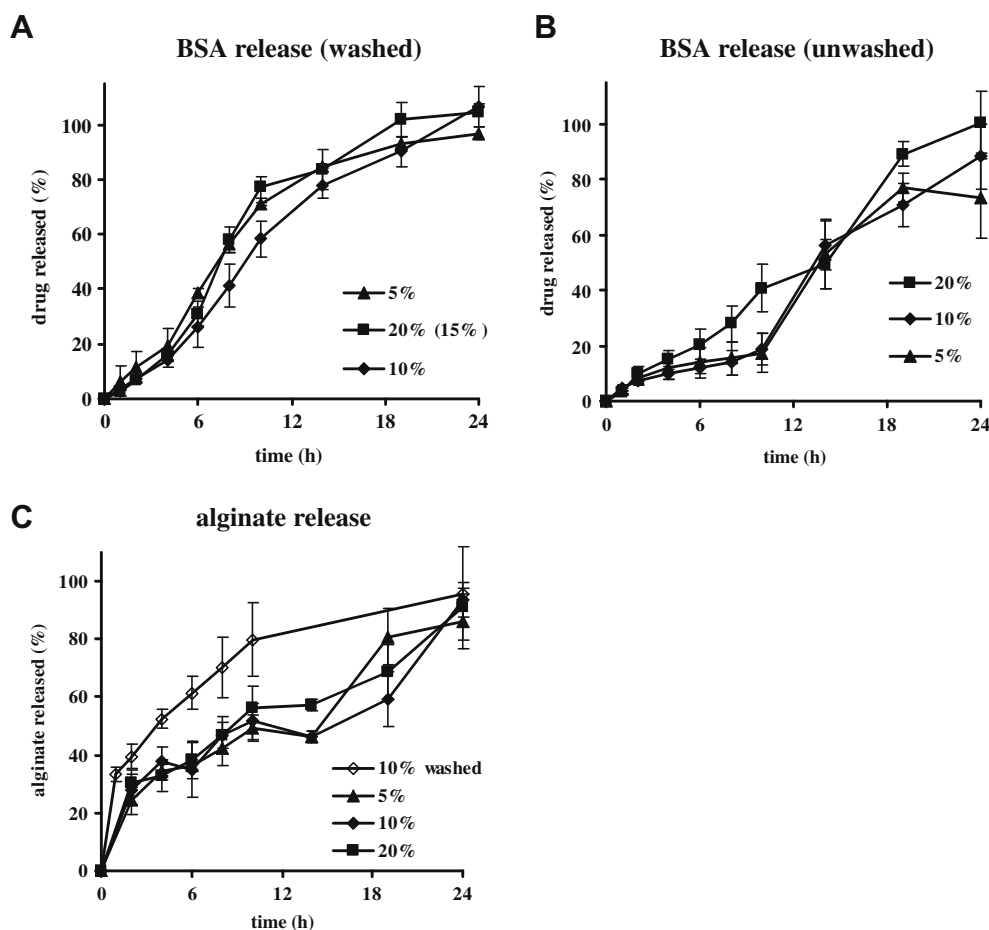 A
BSA release (washed)
drug released (%)
100
80
60
40
20
0
5%
20% (15%)
10%
0 6 12 18 24
time (h)
B
BSA release (unwashed)
drug released (%)
100
80
60
40
20
0
20%
10%
5%
0 6 12 18 24
time (h)
C
alginate release
alginate released (%)
100
80
60
40
20
0
10% washed
5%
10%
20%
0 6 12 18 24
time (h)